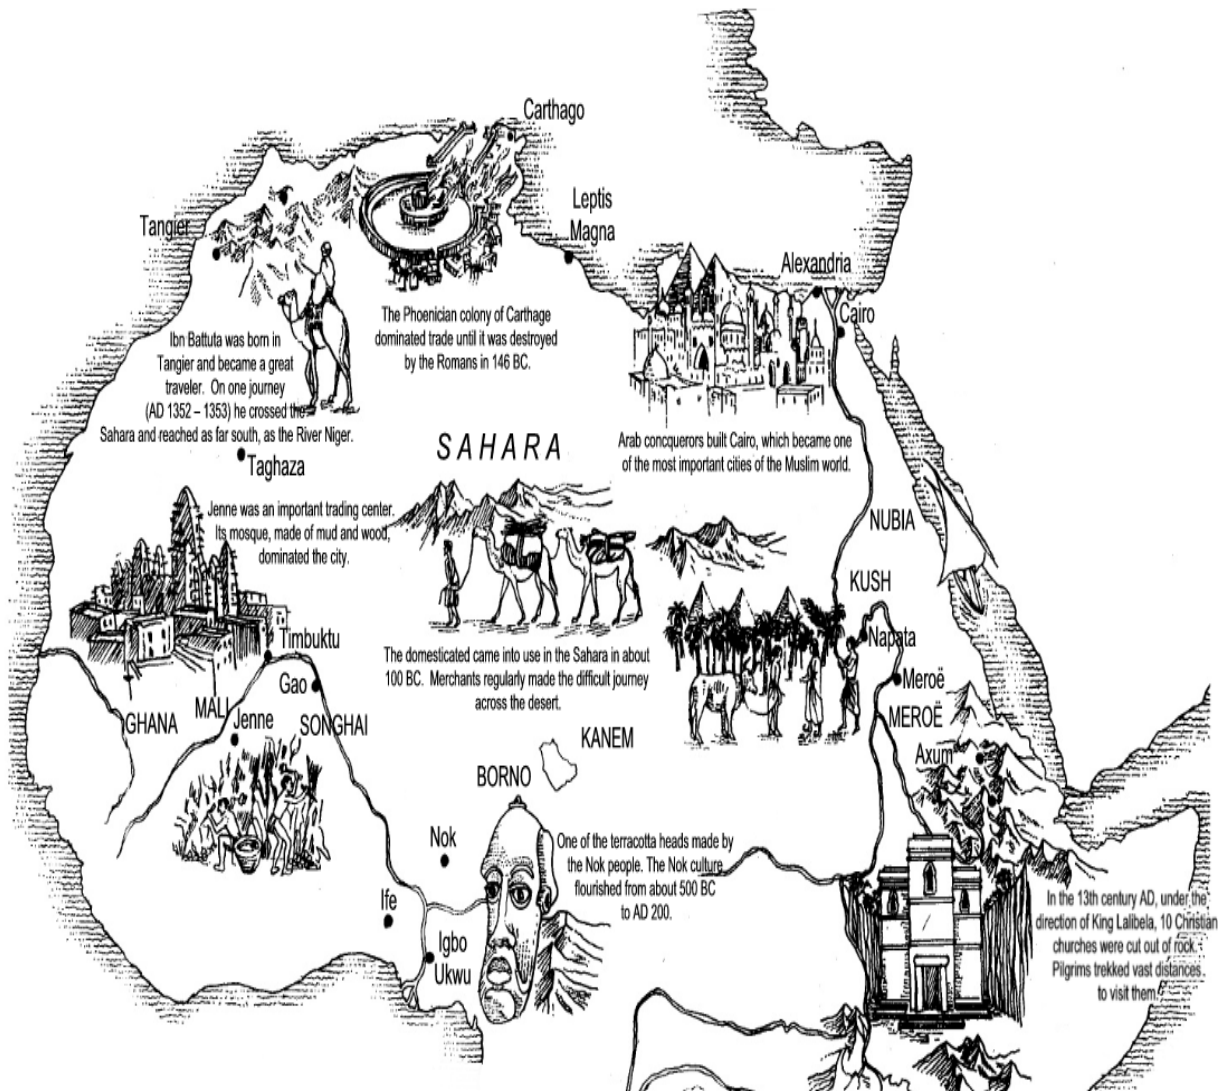 Carthago
Leptis
Magna
Tangier
Alexandria
Cairo
The Phoenician colony of Carthage
dominated trade until it was destroyed
by the Romans in 146 BC.
Ibn Battuta was born in
Tangier and became a great
traveler. On one journey
(AD 1352 – 1353) he crossed the
Sahara and reached as far south, as the River Niger.
SAHARA
Arab concquerors built Cairo, which became one
of the most important cities of the Muslim world.
Taghaza
Jenne was an important trading center.
Its mosque, made of mud and wood,
dominated the city.
NUBIA
KUSH
Napata
Timbuktu
The domesticated came into use in the Sahara in about
100 BC. Merchants regularly made the difficult journey
across the desert.
Gao
Meroë
MALI
GHANA
Jenne
SONGHAI
MEROË
KANEM
Axum
BORNO
Nok
One of the terracotta heads made by
the Nok people. The Nok culture
flourished from about 500 BC
to AD 200.
Ife
In the 13th century AD, under the
direction of King Lalibela, 10 Christian
churches were cut out of rock.
Pilgrims trekked vast distances
to visit them.
Igbo
Ukwu